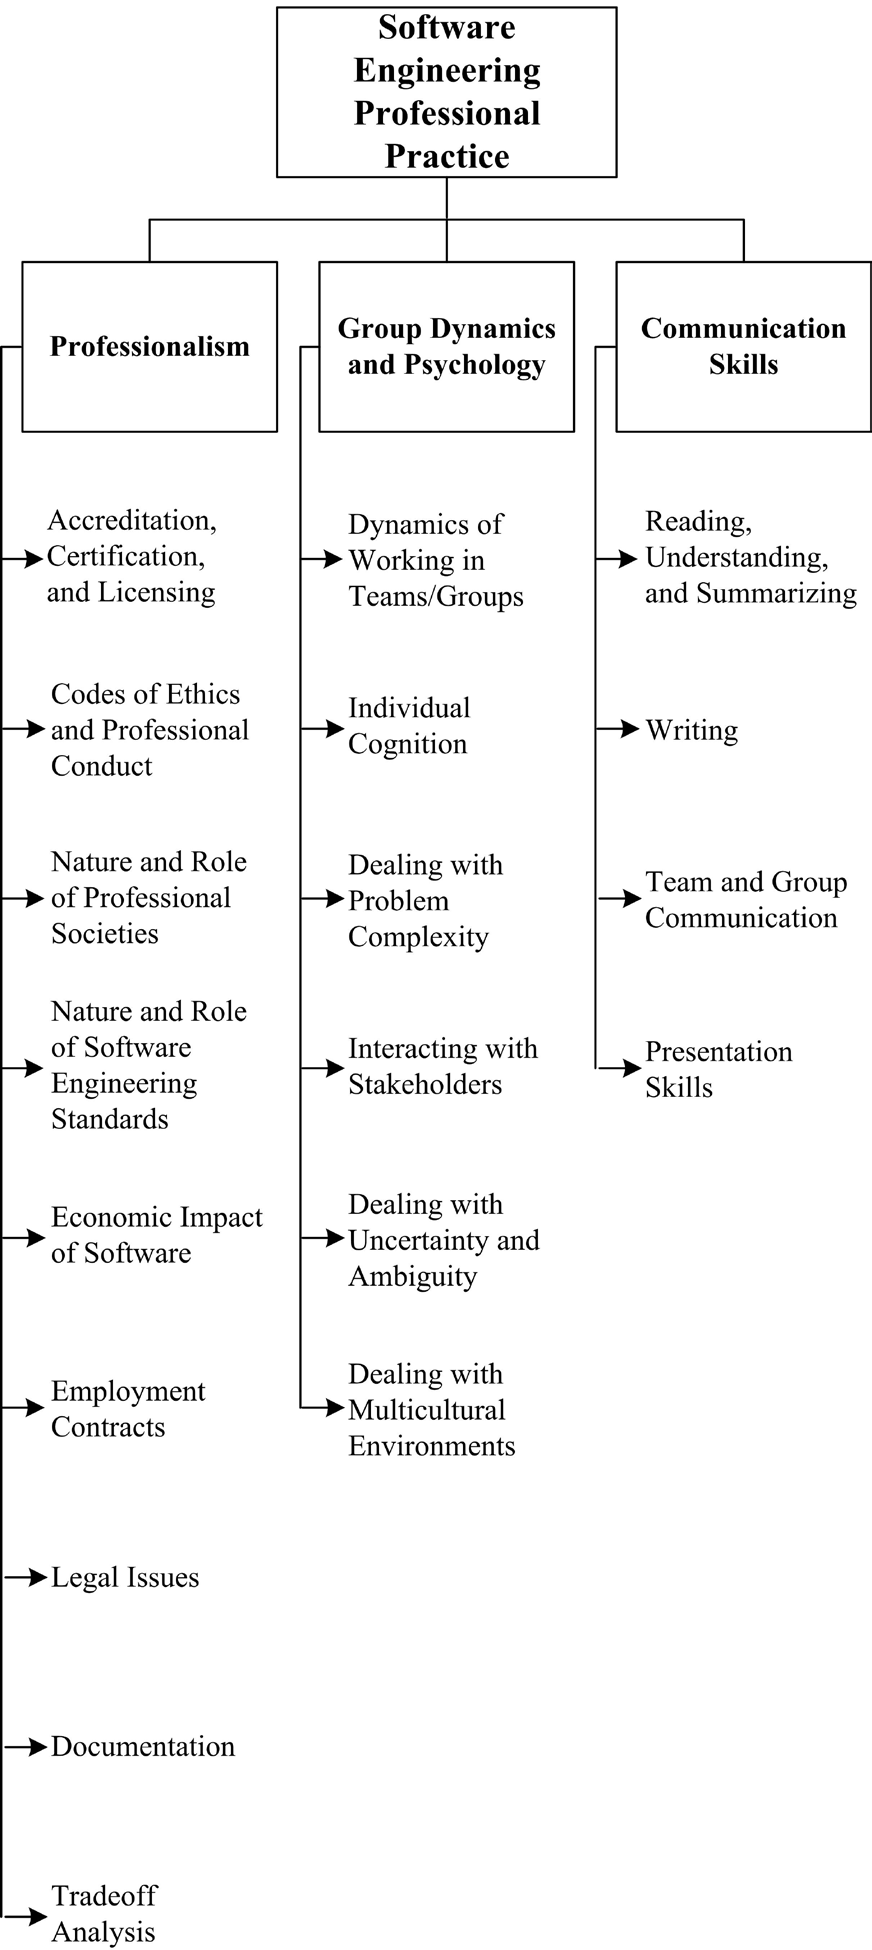 Software
Engineering
Professional
Practice
Professionalism
Accreditation,
Certification,
and Licensing
Codes of Ethics
and Professional
Conduct
Nature and Role
of Professional
Societies
Nature and Role
of Software
Engineering
Standards
Economic Impact
of Software
Employment
Contracts
Legal Issues
Documentation
Tradeoff
Analysis
Group Dynamics
and Psychology
Dynamics of
Working in
Teams/Groups
Individual
Cognition
Dealing with
Problem
Complexity
Interacting with
Stakeholders
Dealing with
Uncertainty and
Ambiguity
Dealing with
Multicultural
Environments
Communication
Skills
Reading,
Understanding,
and Summarizing
Writing
Team and Group
Communication
Presentation
Skills